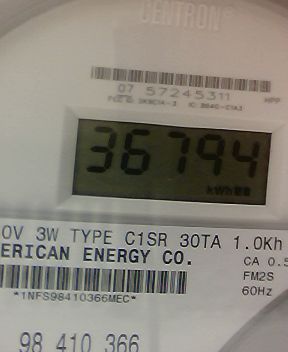 CENTRON®
07 57245311
36794
kWh
0V 3W TYPE C1SR 30TA 1.0Kh
ERICAN ENERGY CO.
CA 0.5
FM2S
*1NFS98410366MEC*
60Hz
98 410 366